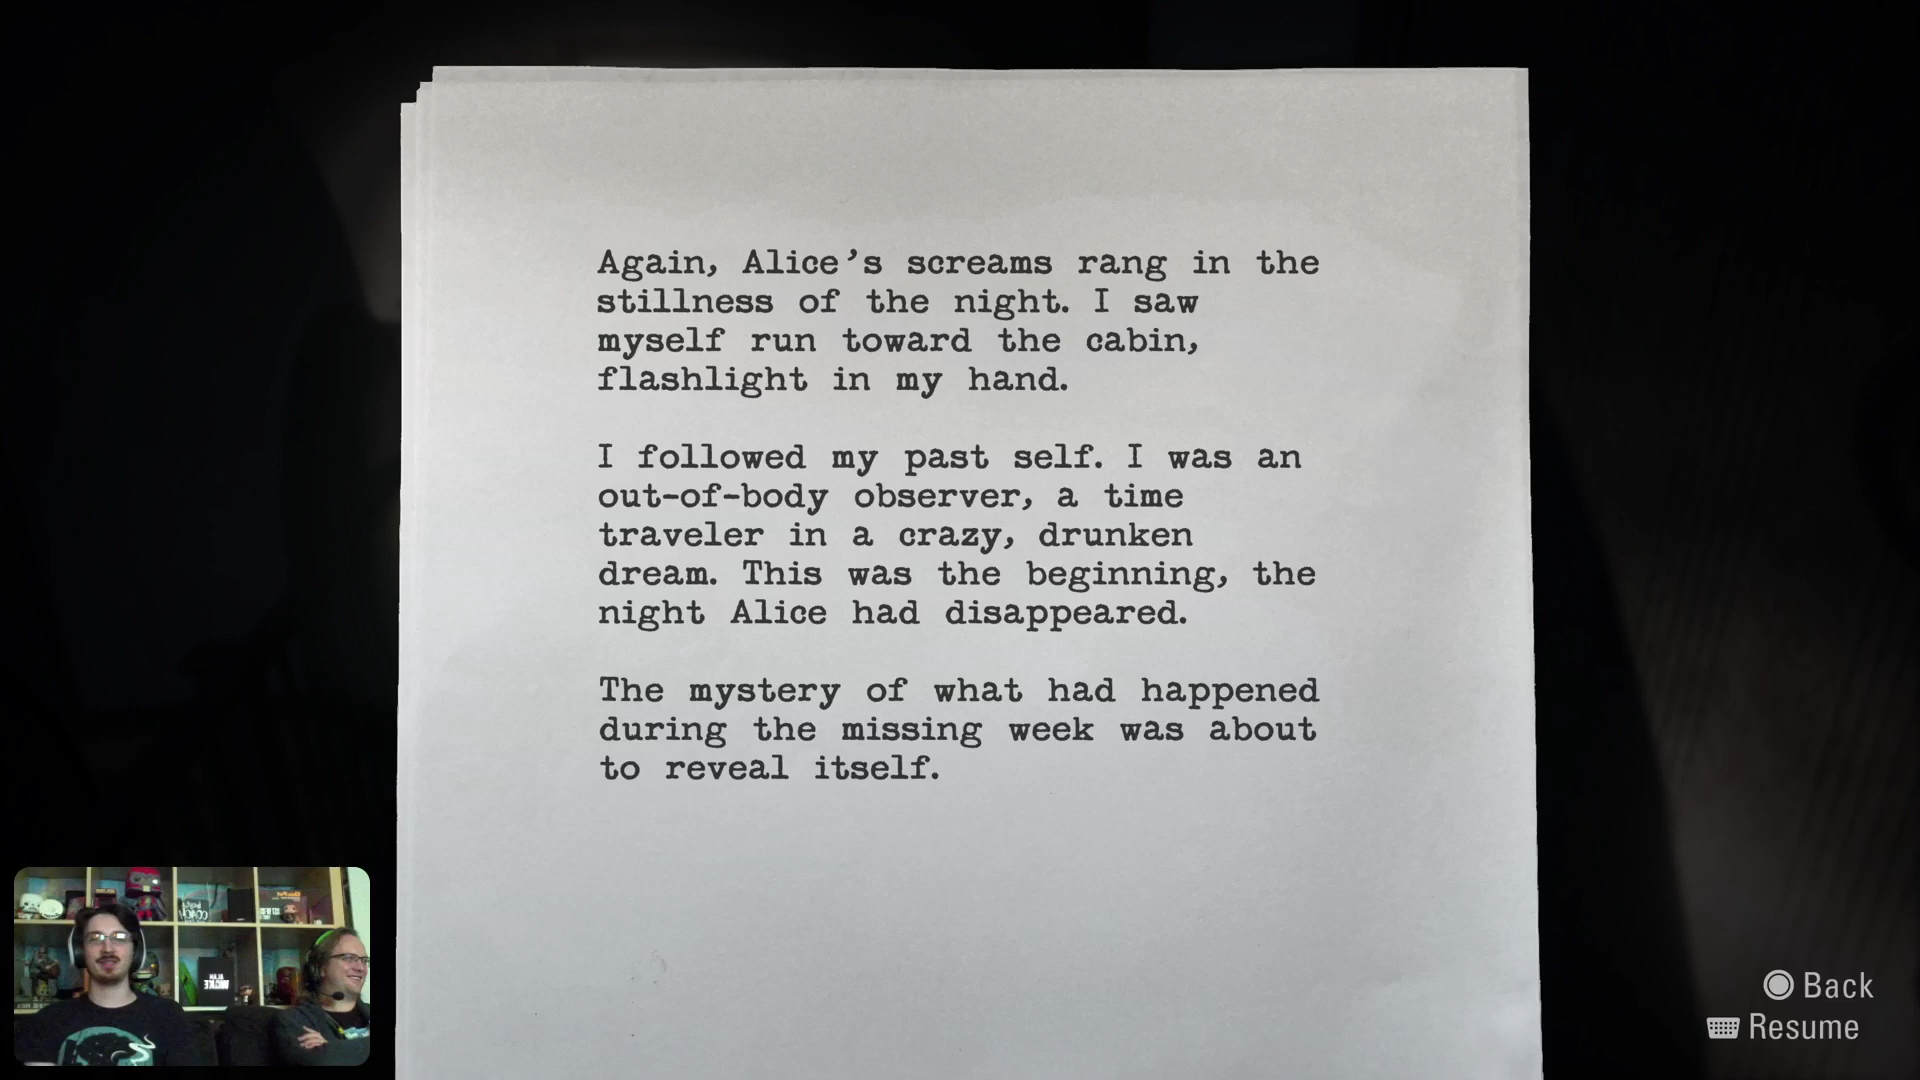 Again, Alice’s screams rang in the
stillness of the night. I saw
myself run toward the cabin,
flashlight in my hand.
I followed my past self. I was an
out-of-body observer, a time
traveler in a crazy, drunken
dream. This was the beginning, the
night Alice had disappeared.
The mystery of what had happened
during the missing week was about
to reveal itself.
Back
Resume